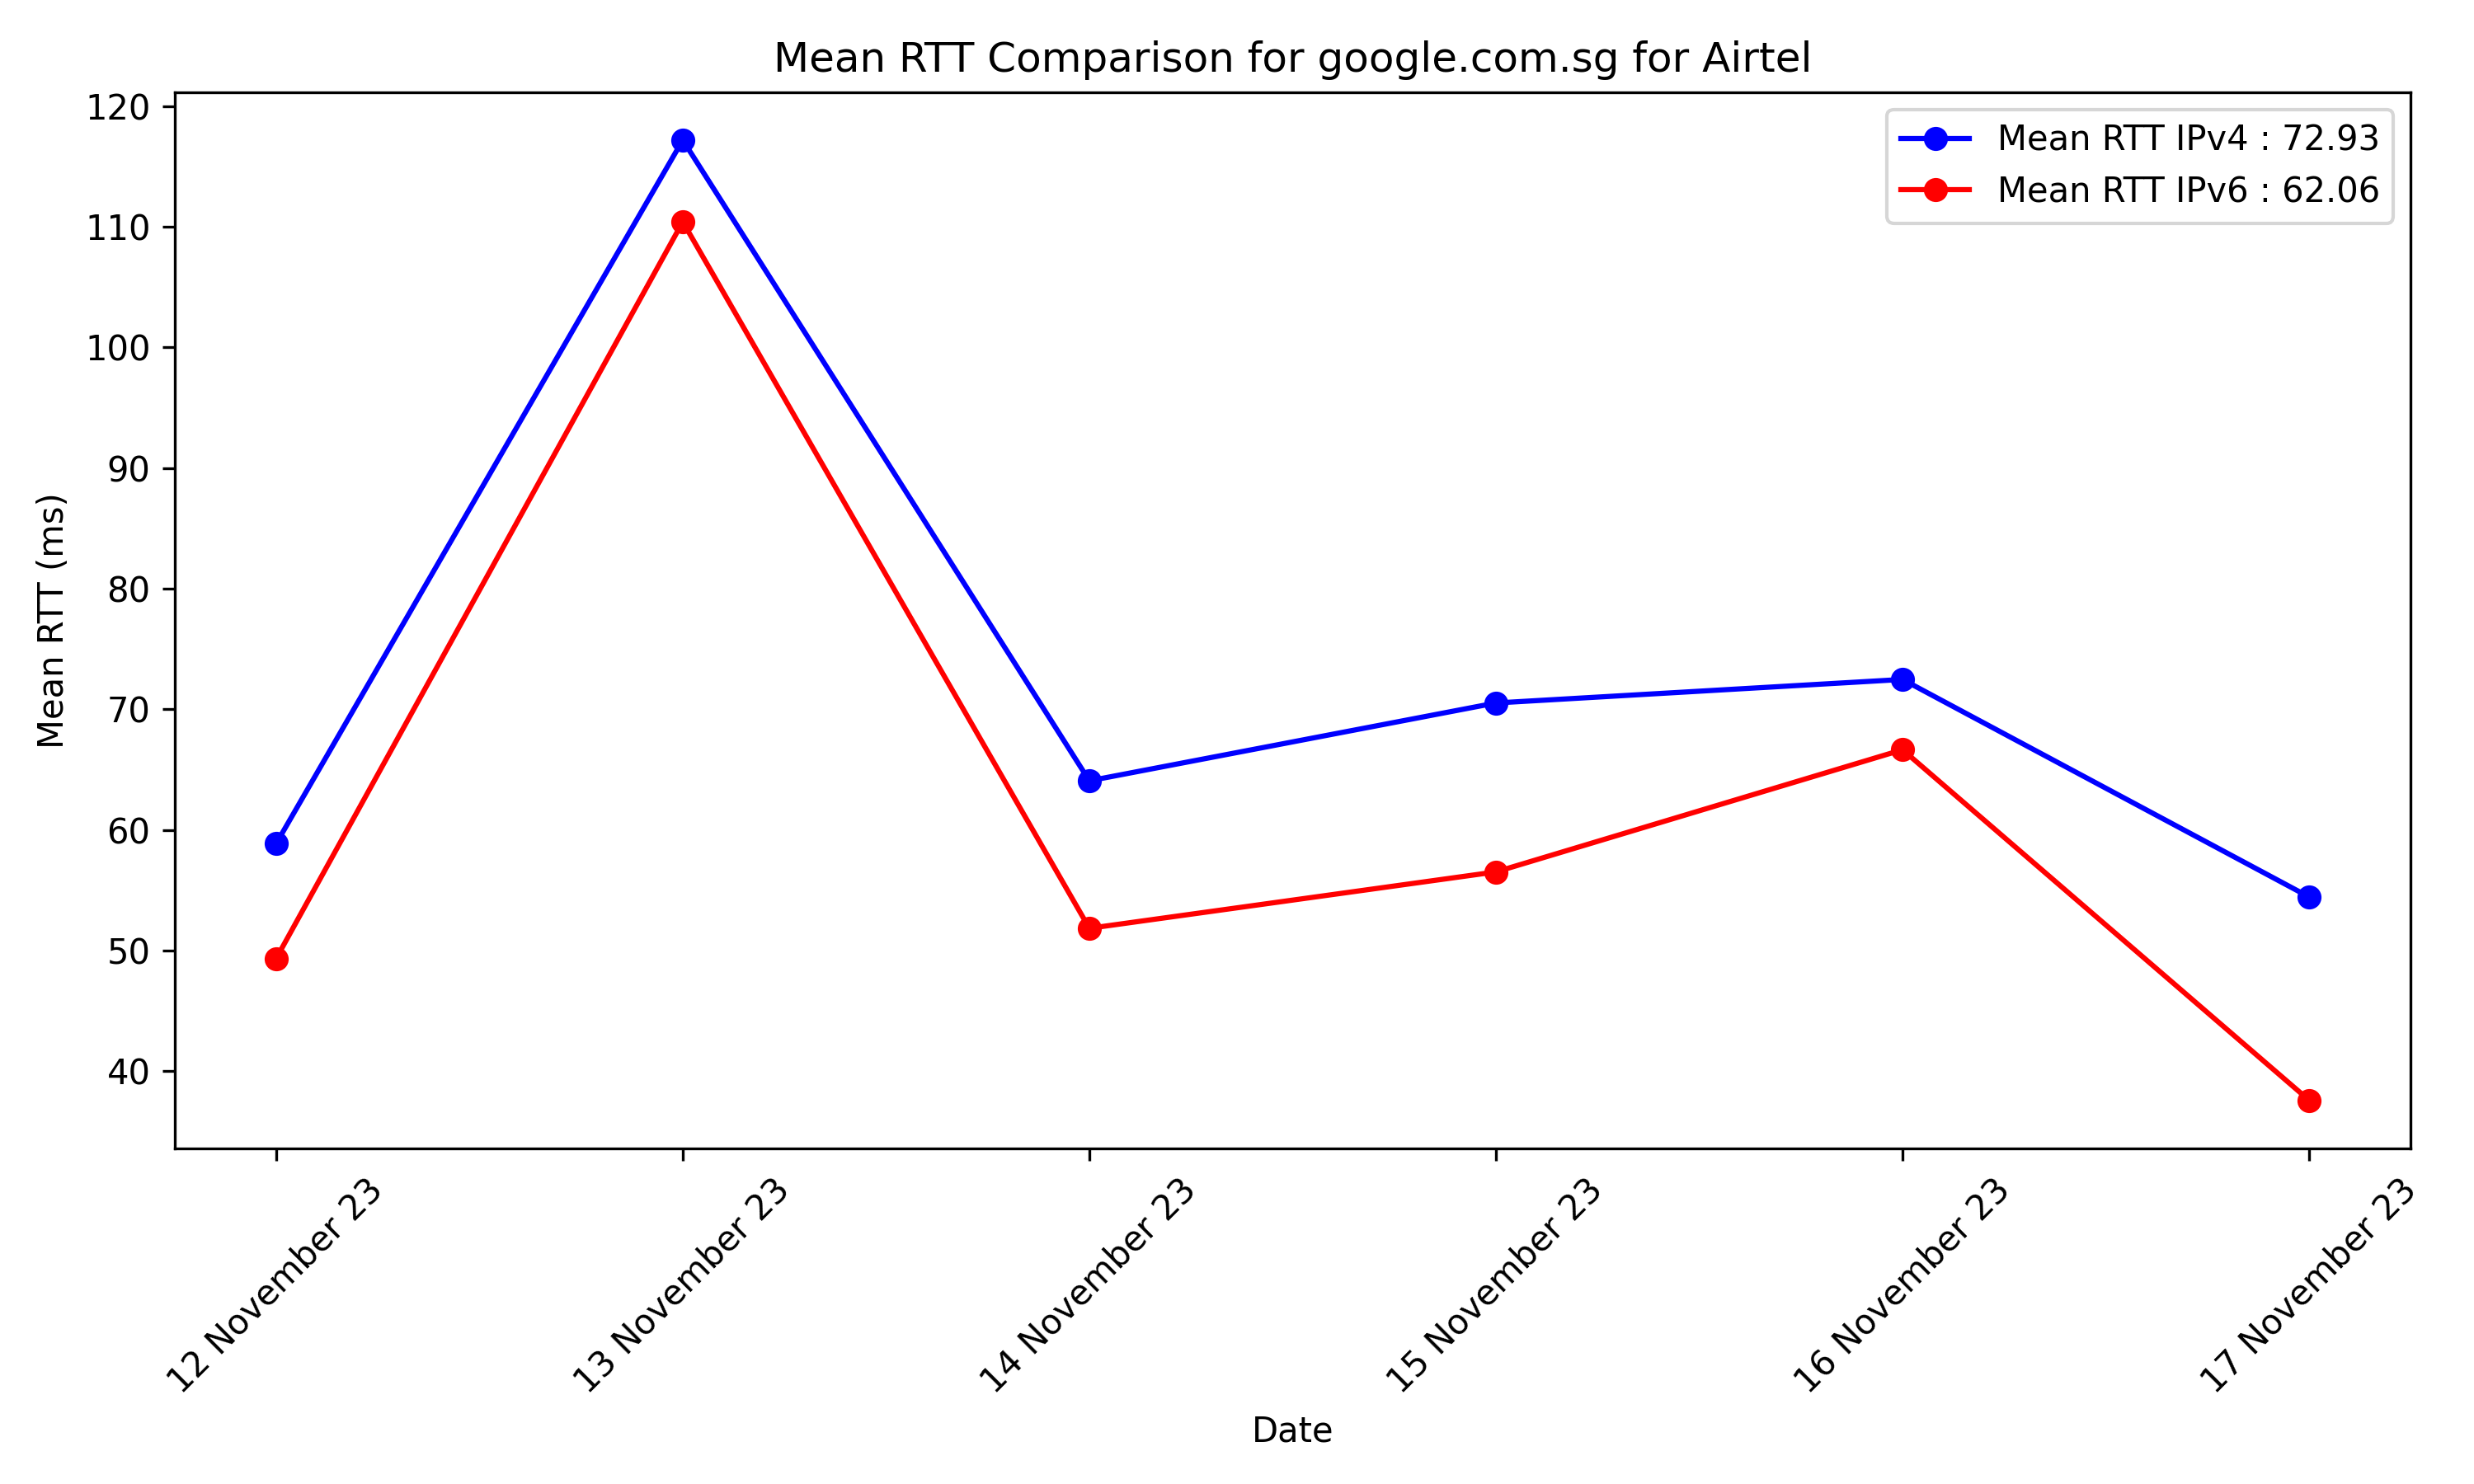 Mean RTT Comparison for google.com.sg for Airtel
Mean RTT IPv4 : 72.93
Mean RTT IPv6 : 62.06
120
110
100
90
80
70
60
50
40
Mean RTT (ms)
12 November 23
13 November 23
14 November 23
15 November 23
16 November 23
17 November 23
Date